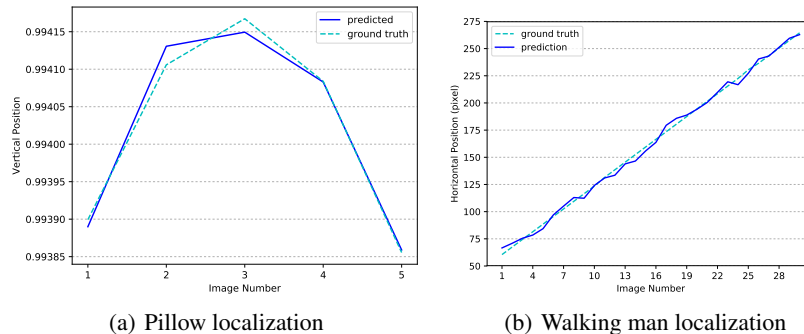 predicted
ground truth
0.99415
0.99410
0.99405
0.99400
0.99395
0.99390
0.99385
Vertical Position
1 2 3 4 5
Image Number
(a) Pillow localization
ground truth
prediction
275
250
225
200
175
150
125
100
75
50
Horizontal Position (pixel)
1 4 7 10 13 16 19 22 25 28
Image Number
(b) Walking man localization